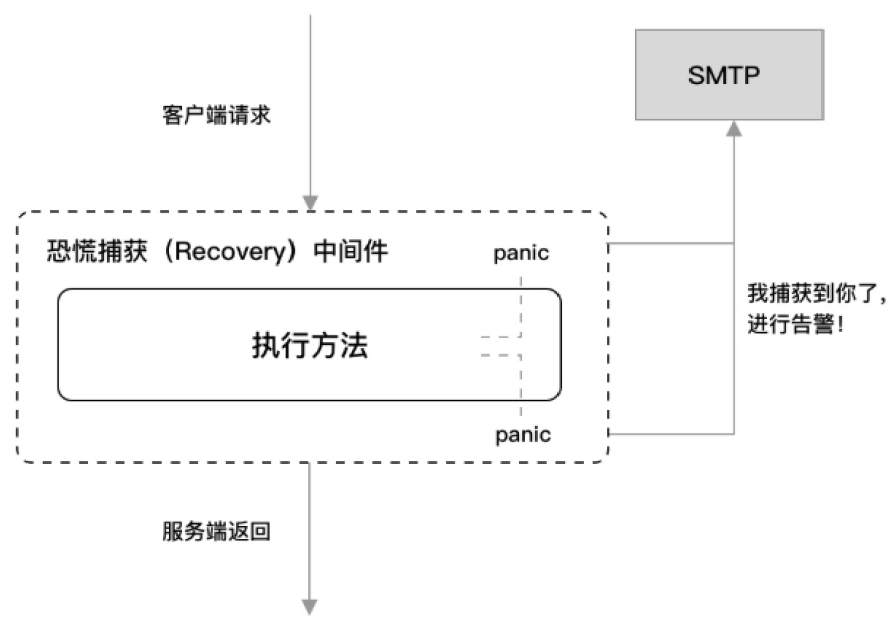 SMTP
客户端请求
恐慌捕获（Recovery）中间件
panic
我捕获到你了，
进行告警！
执行方法
panic
服务端返回